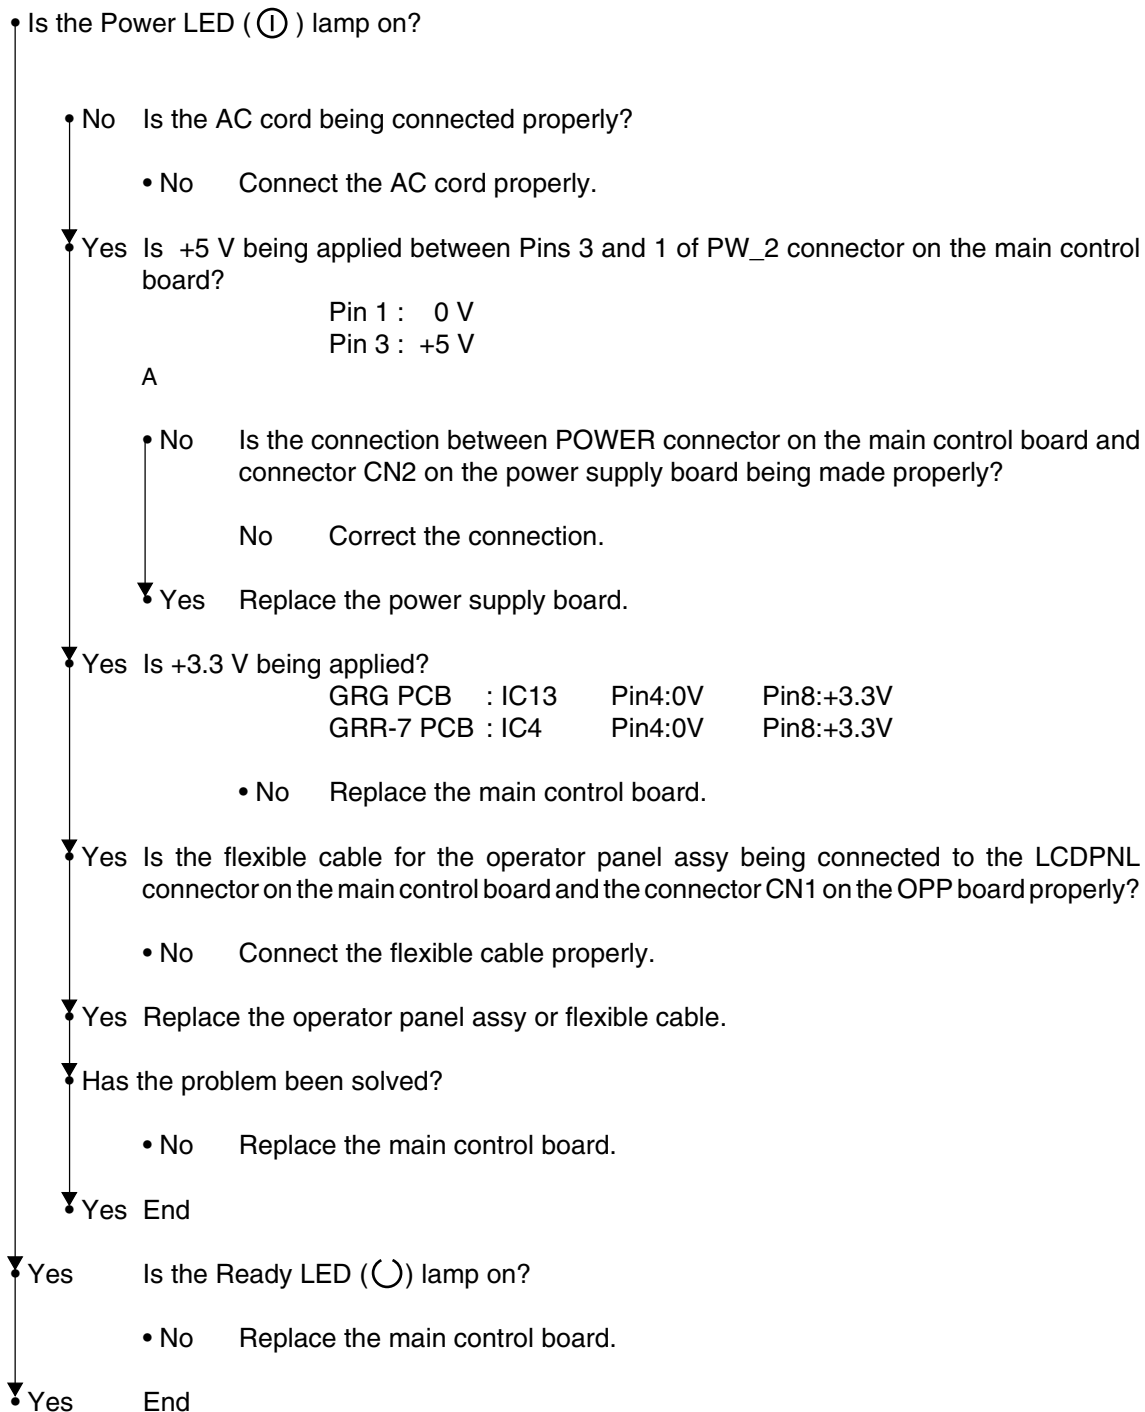 • Is the Power LED ( ) lamp on?
• No Is the AC cord being connected properly?
• No Connect the AC cord properly.
• Yes Is +5 V being applied between Pins 3 and 1 of PW_2 connector on the main control
board?
Pin 1 : 0 V
Pin 3 : +5 V
A
• No Is the connection between POWER connector on the main control board and
connector CN2 on the power supply board being made properly?
No Correct the connection.
• Yes Replace the power supply board.
• Yes Is +3.3 V being applied?
GRG PCB : IC13 Pin4:0V Pin8:+3.3V
GRR-7 PCB : IC4 Pin4:0V Pin8:+3.3V
• No Replace the main control board.
• Yes Is the flexible cable for the operator panel assy being connected to the LCDPNL
connector on the main control board and the connector CN1 on the OPP board properly?
• No Connect the flexible cable properly.
• Yes Replace the operator panel assy or flexible cable.
• Has the problem been solved?
• No Replace the main control board.
• Yes End
• Yes Is the Ready LED ( ) lamp on?
• No Replace the main control board.
• Yes End